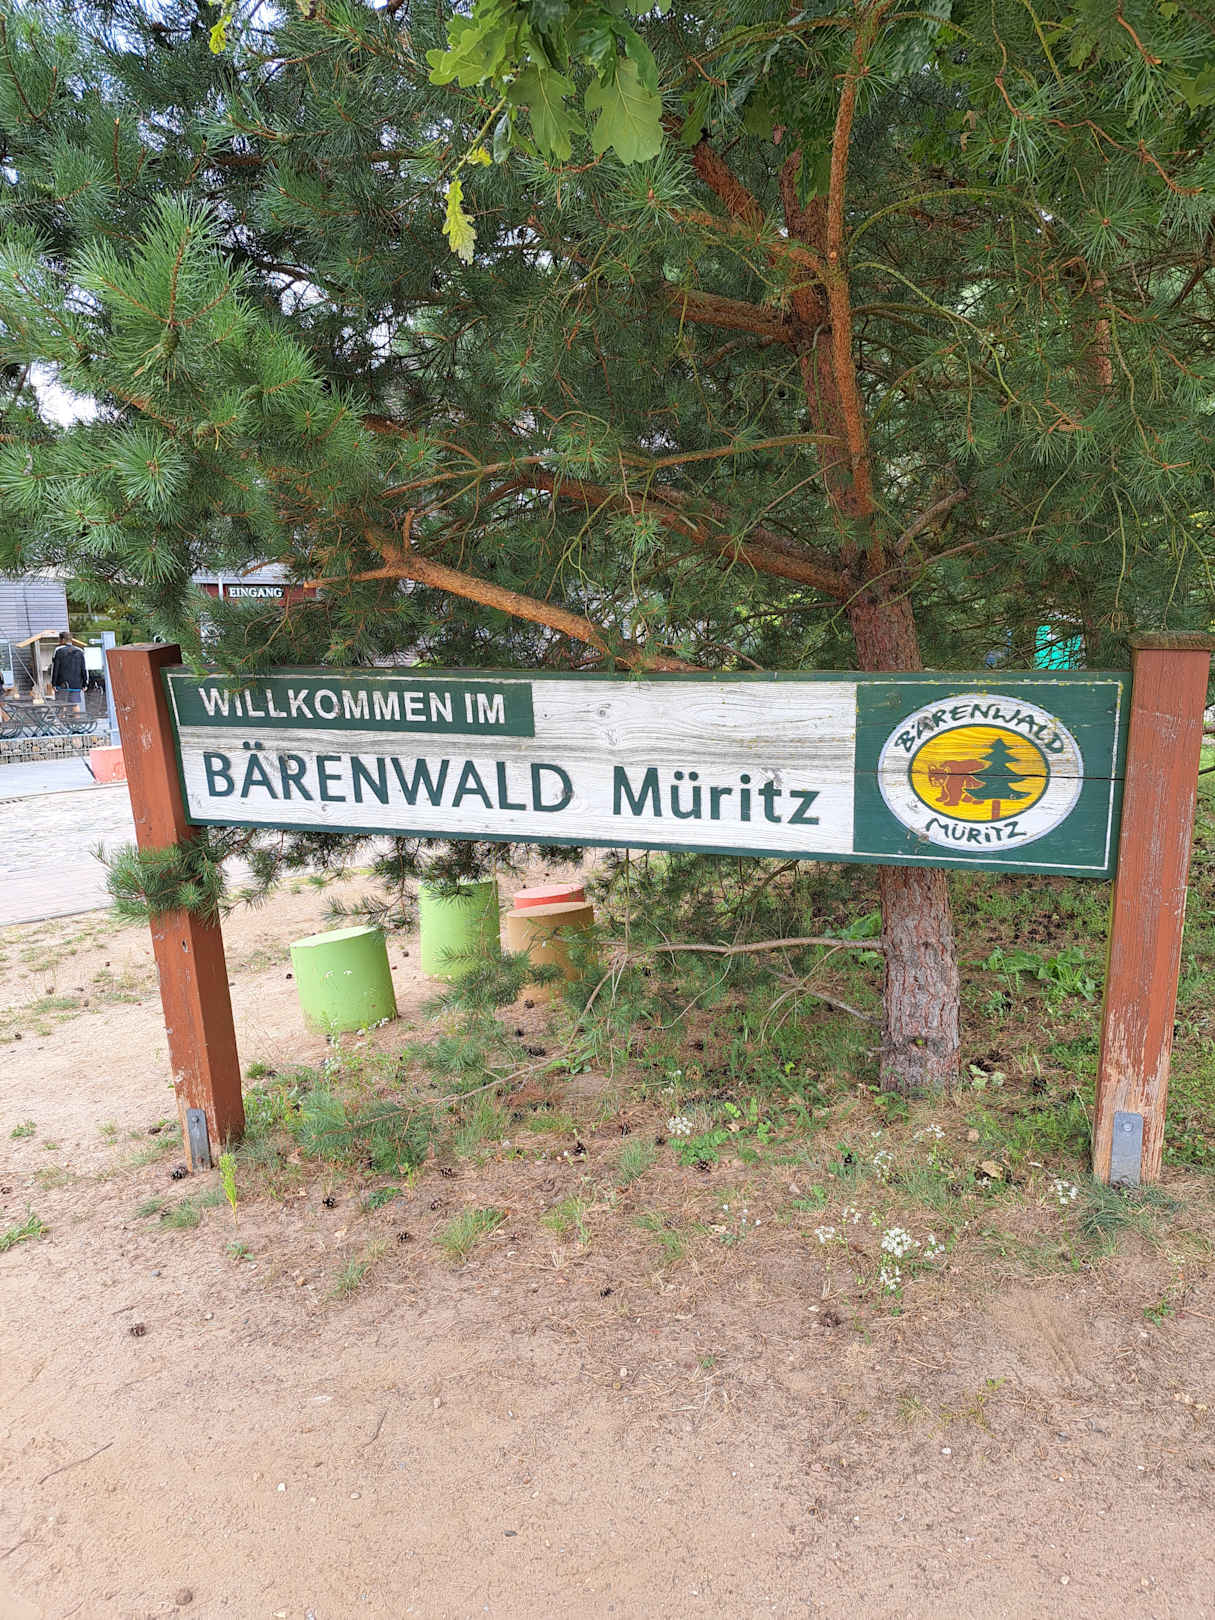 EINGANG
WILLKOMMEN IM
BÄRENWALD Müritz
BÄRENWALD
MÜRITZ